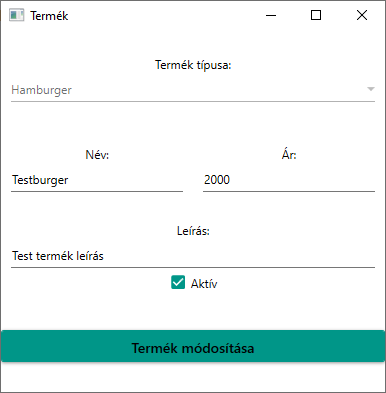 Termék
Termék típusa:
Hamburger
Név:
Ár:
Testburger
2000
Leírás:
Test termék leírás
Aktív
Termék módosítása